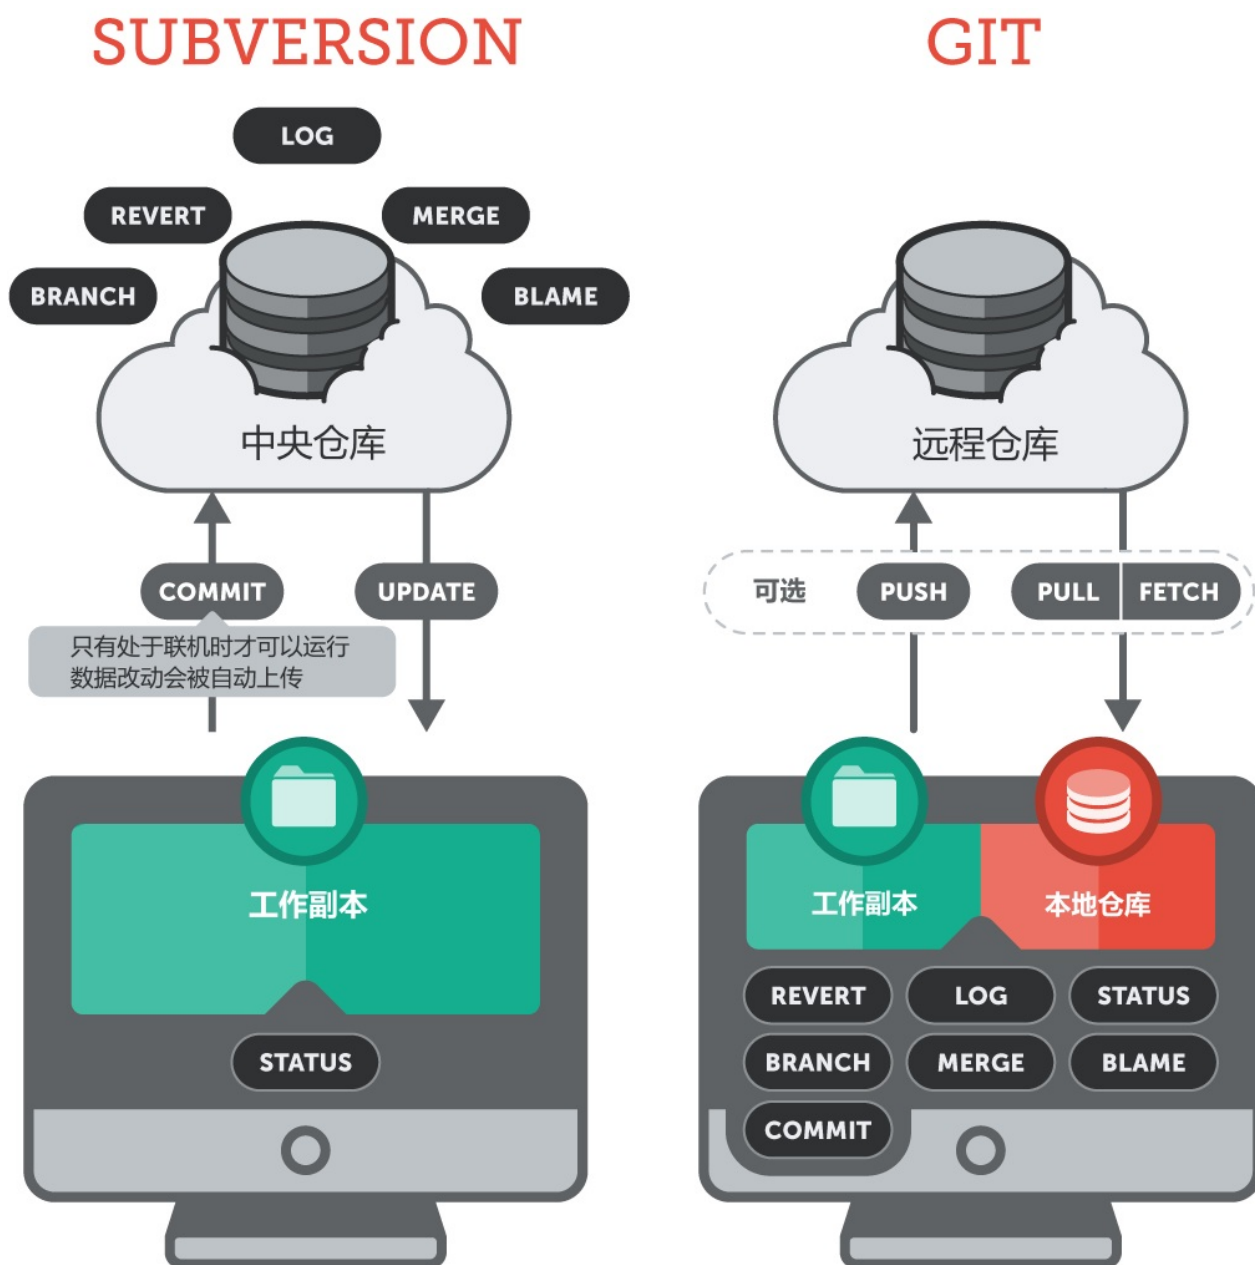 SUBVERSION
LOG
REVERT
MERGE
BRANCH
BLAME
中央仓库
COMMIT
UPDATE
只有处于联机时才可以运行
数据改动会被自动上传
工作副本
STATUS
GIT
远程仓库
可选
PUSH
PULL
FETCH
工作副本
本地仓库
REVERT
LOG
STATUS
BRANCH
MERGE
BLAME
COMMIT